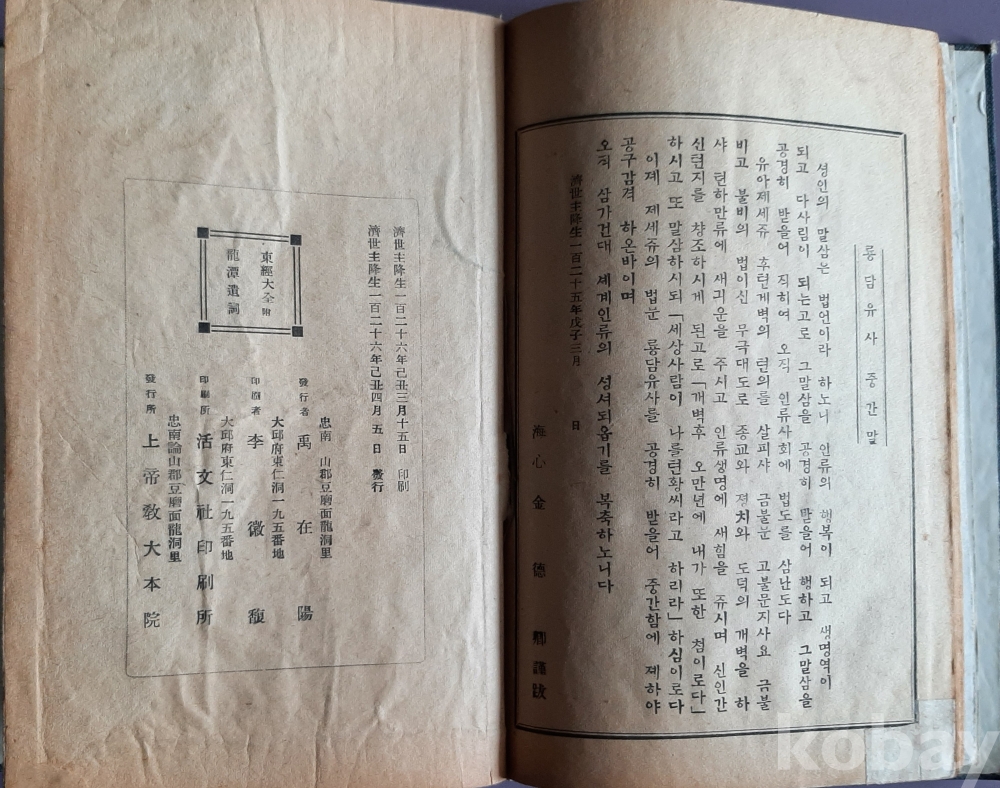 룡담유사중간말
셩인의 말삼는 법언이라 하노니 인류의 행복이 되고 생명역이
되고 다사림이 되는고로 그말삼을 공경히 받들어 행하고 그말삼을
공경히 받들어 직히여 오직 인류사회에 법도를 삼난도다
유아제세쥬 후텬개벽의 텬의를 살피샤 금불문 고불문지사요 금불
비고 불비의 법이신 무극대도로 종교와 졍치와 도덕의 개벽을 하
샤 텬하만류에 새긔운을 주시고 인류생명에 새힘을 쥬시며 신인간
신텬지를 챵조하시게 된고로「개벽후 오만년에 내가 또한 첨이로다」
하시고 또 말삼하시되「세상사람이 나를텬황씨라고 하리라」하심이로다
이제 제세쥬의 법문 룡담유사를 공경히 받들어 중간함에 졔하야
공구감격 하온바이며
오직 삼가건대 셰계인류의 성셔되옵기를 복축하노니다
濟世主降生一百二十五年戊子三月 日
海心 金德卿 謹跋
濟世主降生一百二十六年己丑三月十五日 印刷
濟世主降生一百二十六年己丑四月五日 發行
東經大全附
龍潭遺詞
忠南 山郡豆磨面龍洞里
發行者 禹在陽
大邱府東仁洞一九五番地
印刷者 李徽馥
大邱府東仁洞一九五番地
印刷所 活文社印刷所
忠南論山郡豆磨面龍洞里
發行所 上帝敎大本院
kobay